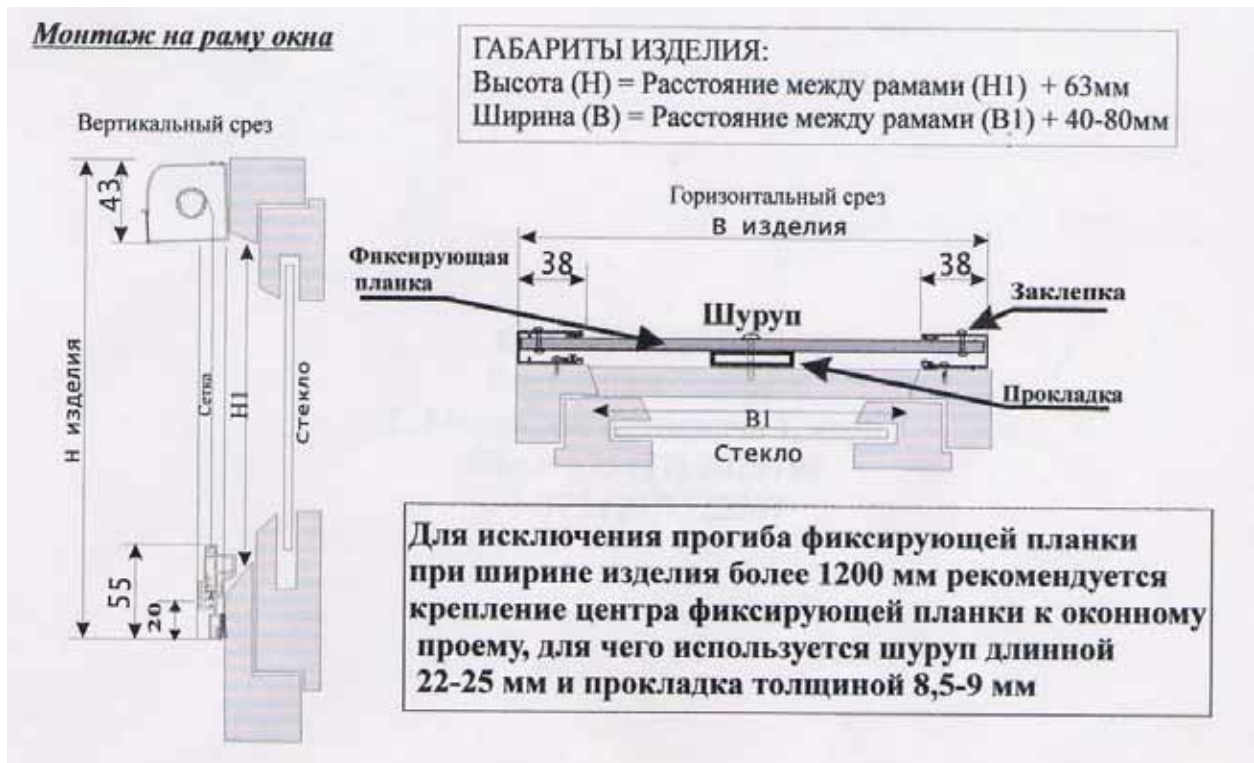 Монтаж на раму окна
ГАБАРИТЫ ИЗДЕЛИЯ:
Высота (Н) = Расстояние между рамами (Н1) + 63мм
Ширина (В) = Расстояние между рамами (В1) + 40-80мм
Вертикальный срез
43
Н изделия
Сетка
Н1
Стекло
55
20
Горизонтальный срез
В изделия
Фиксирующая
планка
38
38
Шуруп
Заклепка
Прокладка
В1
Стекло
Для исключения прогиба фиксирующей планки
при ширине изделия более 1200 мм рекомендуется
крепление центра фиксирующей планки к оконному
проему, для чего используется шуруп длинной
22-25 мм и прокладка толщиной 8,5-9 мм